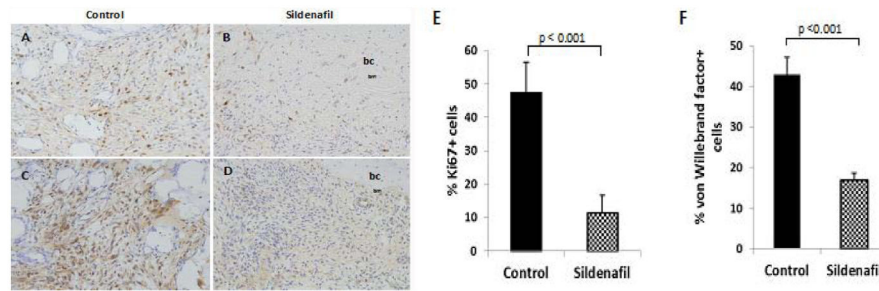 Control
Sildenafil
A
B
bc
C
D
bc
E
p < 0.001
% Ki67+ cells
60
50
40
30
20
10
0
Control
Sildenafil
F
p <0.001
% von Willebrand factor+
cells
50
40
30
20
10
0
Control
Sildenafil